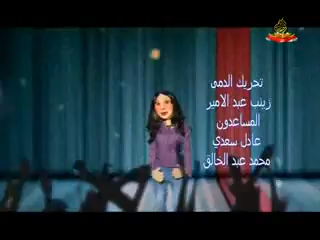 تحريك الدمى
زينب عبد الامير
المساعدون
عادل سعدي
محمد عبد الخالق